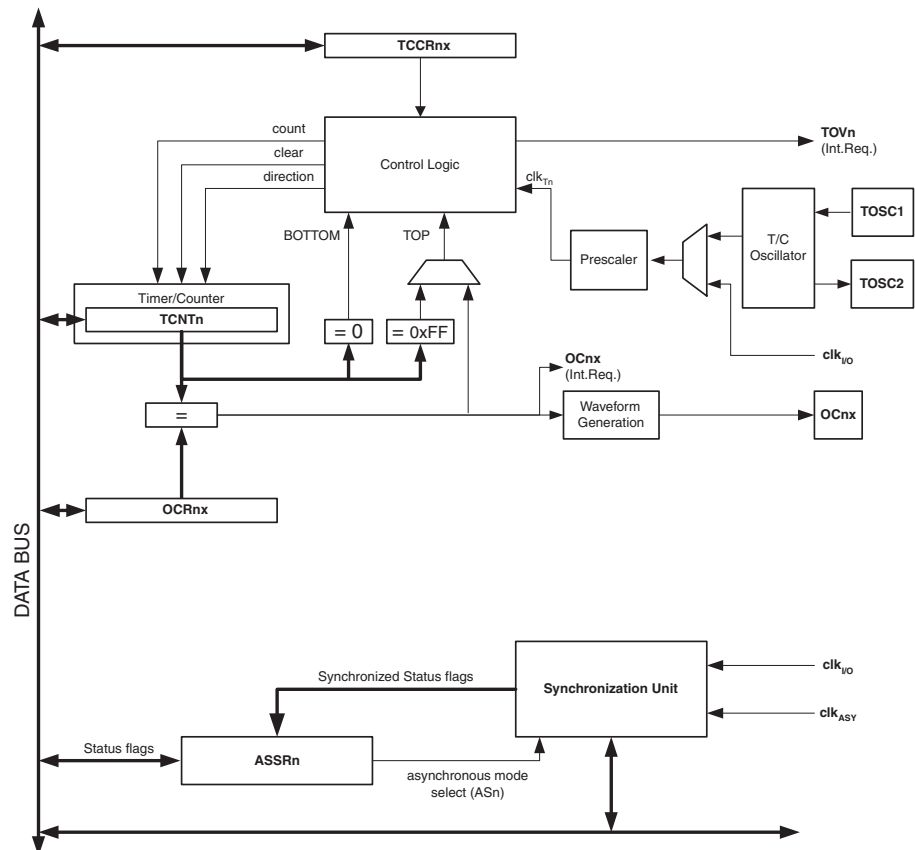 TCCRnx
count
clear
direction
Control Logic
TOVn
(Int.Req.)
clkTn
BOTTOM
TOP
Prescaler
T/C
Oscillator
TOSC1
TOSC2
clkI/O
Timer/Counter
TCNTn
= 0
= 0xFF
OCnx
(Int.Req.)
=
Waveform
Generation
OCnx
OCRnx
DATA BUS
Synchronized Status flags
Synchronization Unit
clkI/O
clkASY
Status flags
ASSRn
asynchronous mode
select (ASn)